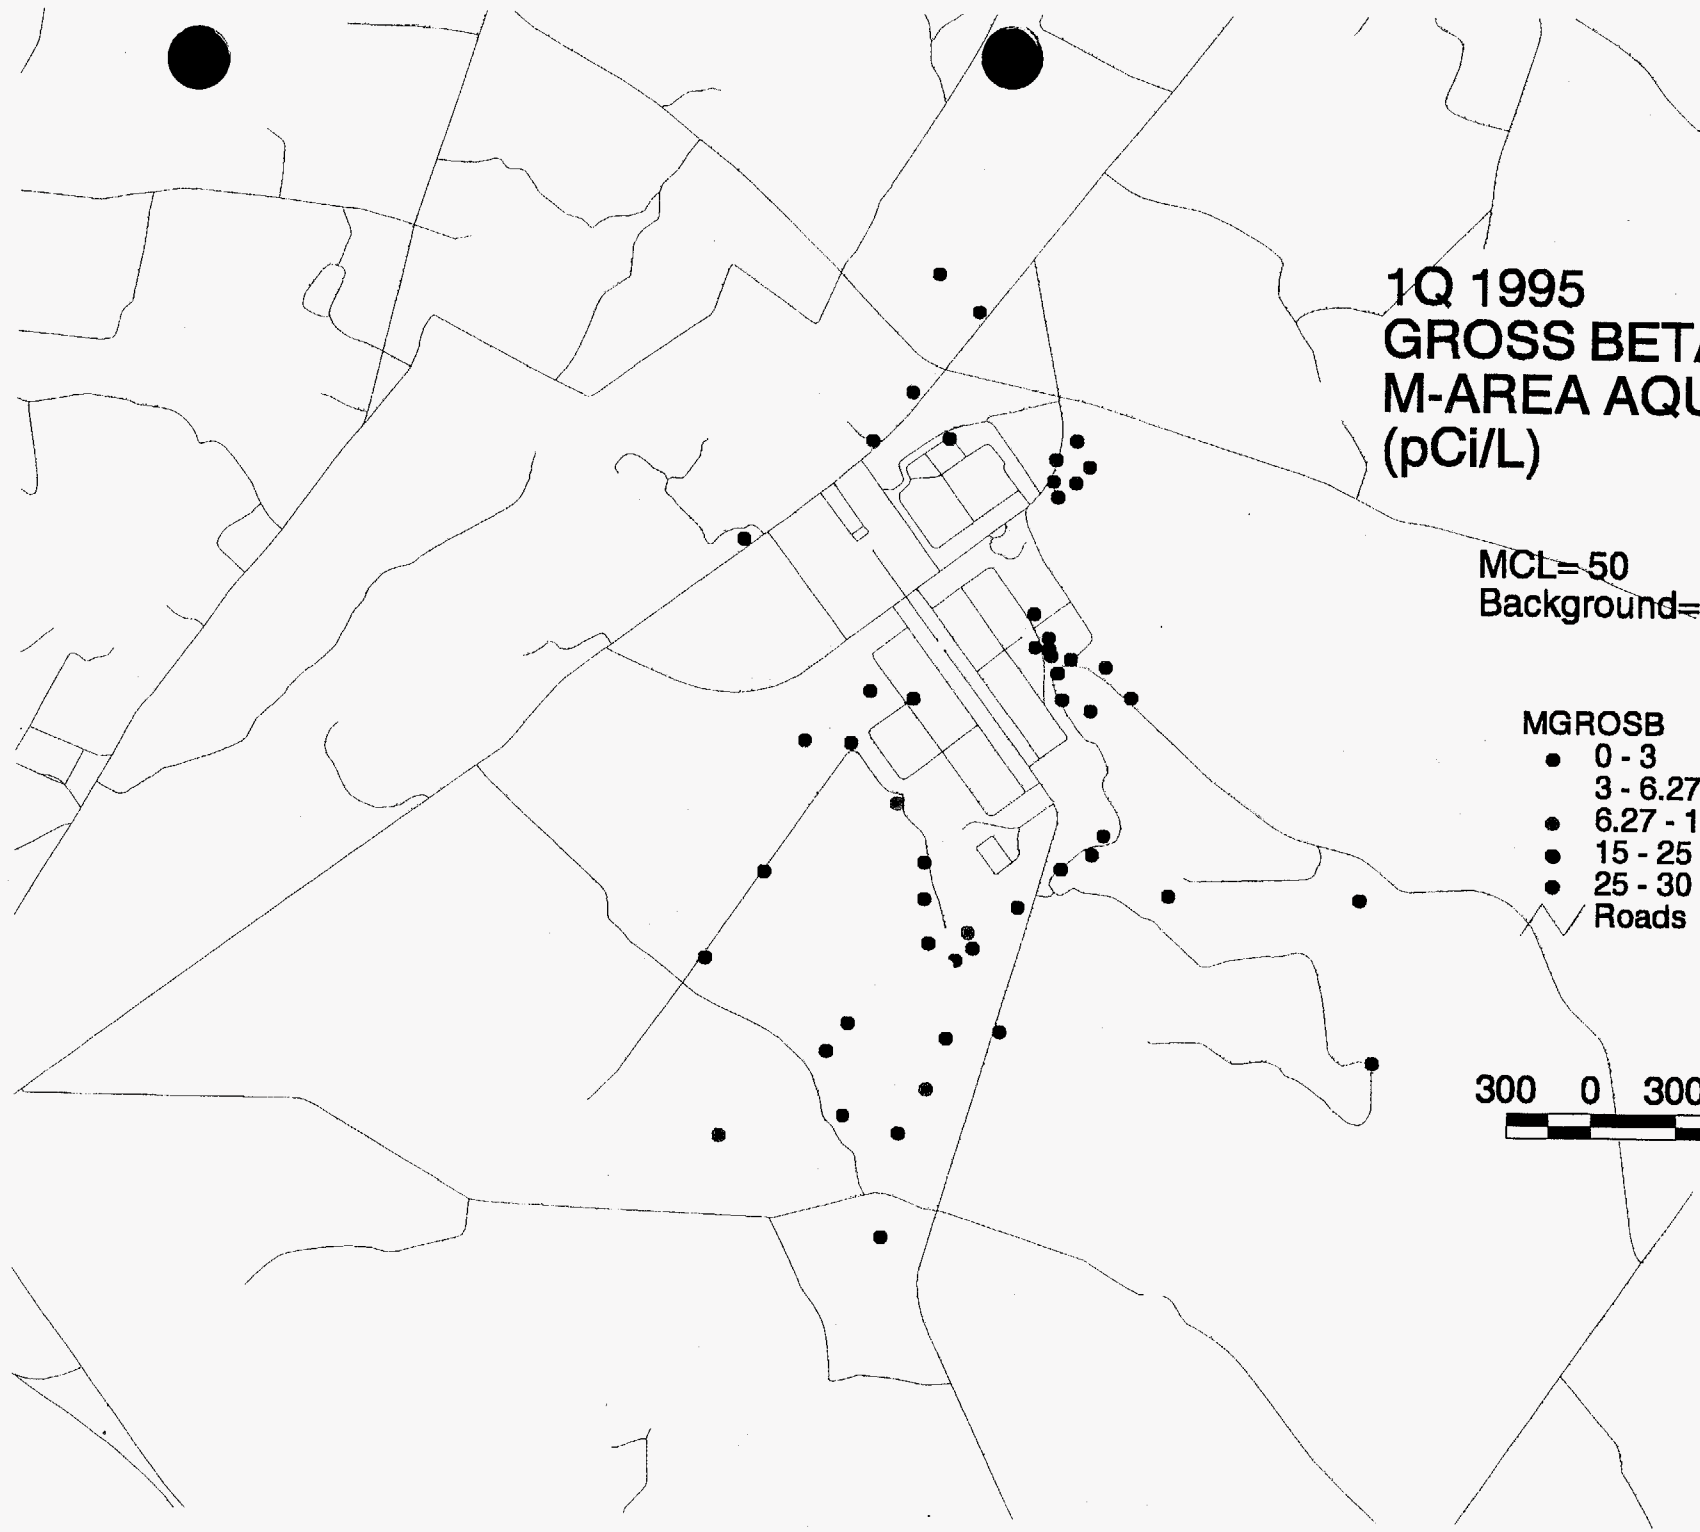 1Q 1995
GROSS BETA
M-AREA AQU
(pCi/L)
MCL= 50
Background=
MGROSB
0 - 3
3 - 6.27
6.27 - 1
15 - 25
25 - 30
Roads
300 0 300